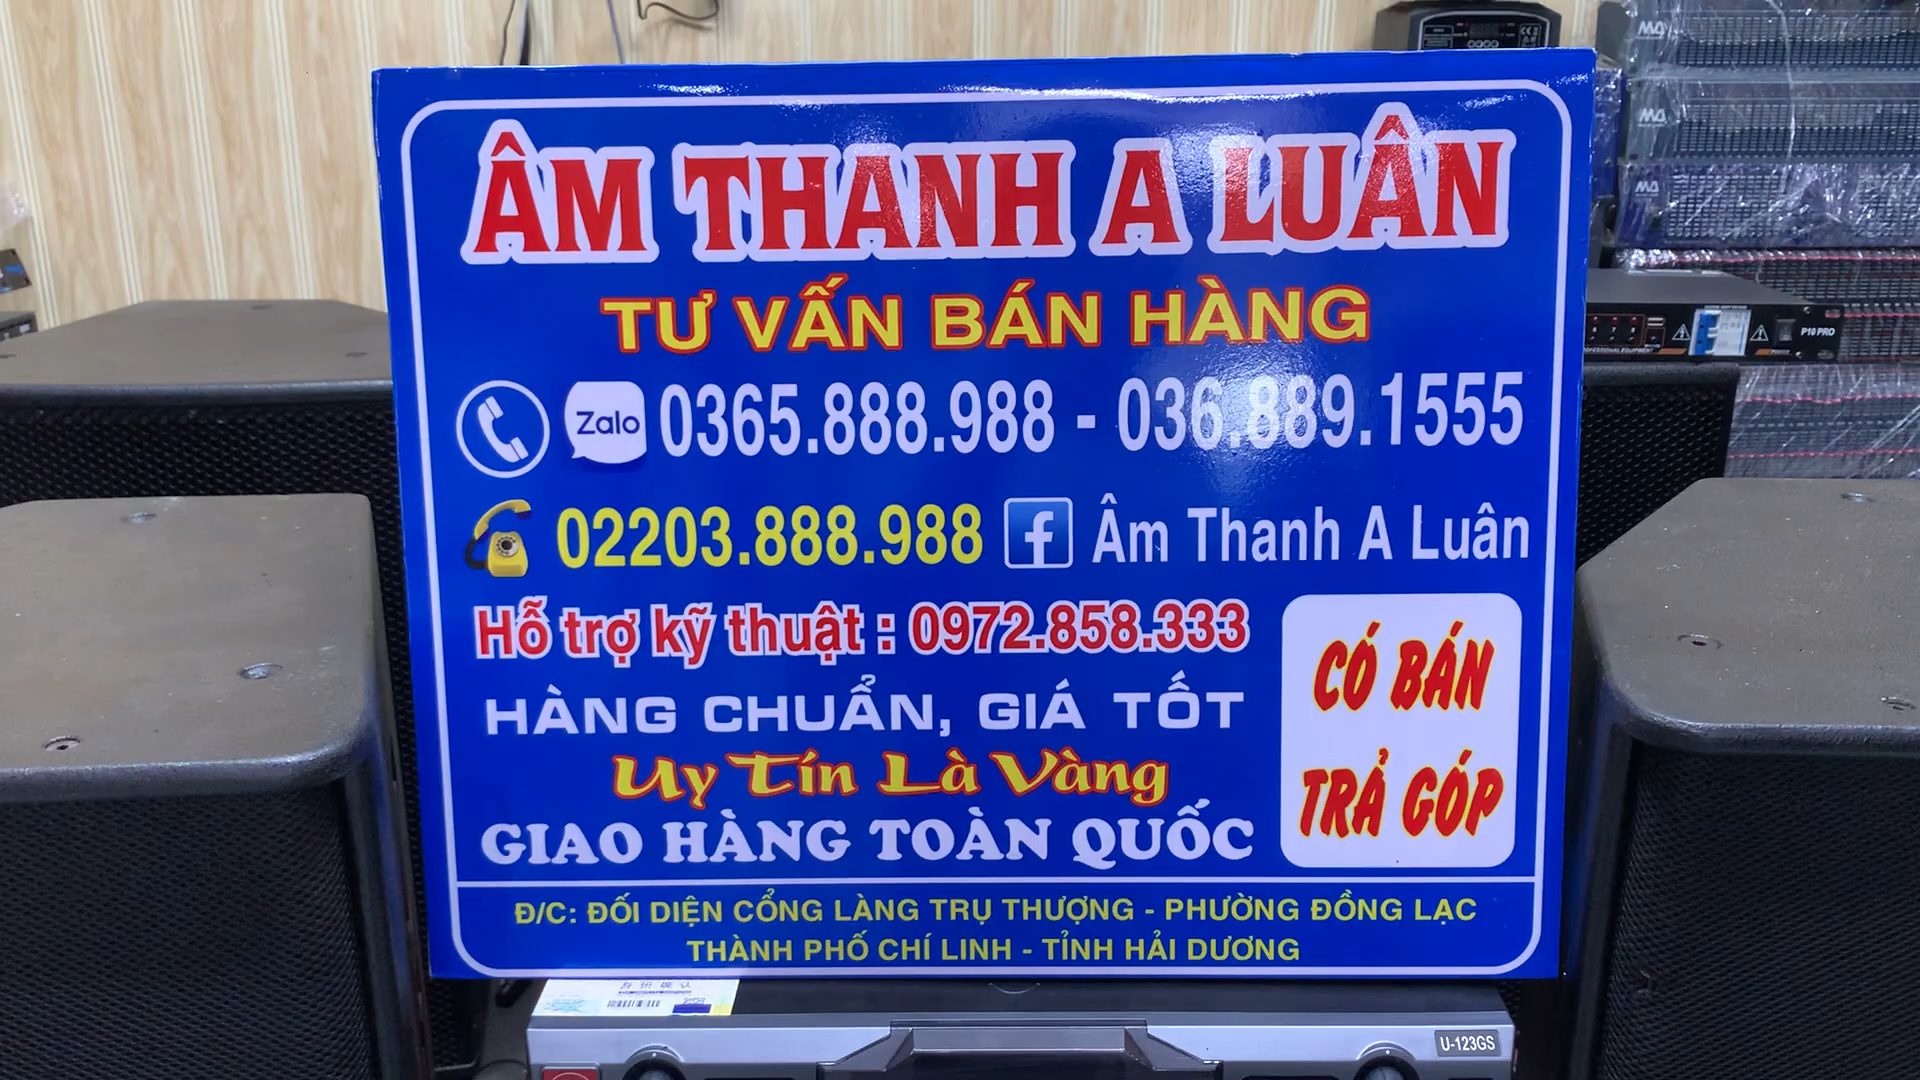 ÂM THANH A LUÂN
TƯ VẤN BÁN HÀNG
Zalo 0365.888.988 - 036.889.1555
02203.888.988 f Âm Thanh A Luân
Hỗ trợ kỹ thuật : 0972.858.333
HÀNG CHUẨN, GIÁ TỐT
Uy Tín Là Vàng
GIAO HÀNG TOÀN QUỐC
CÓ BÁN
TRẢ GÓP
Đ/C: ĐỐI DIỆN CỔNG LÀNG TRỤ THƯỢNG - PHƯỜNG ĐỒNG LẠC
THÀNH PHỐ CHÍ LINH - TỈNH HẢI DƯƠNG
MA
MA
MA
P10 PRO
U-123GS